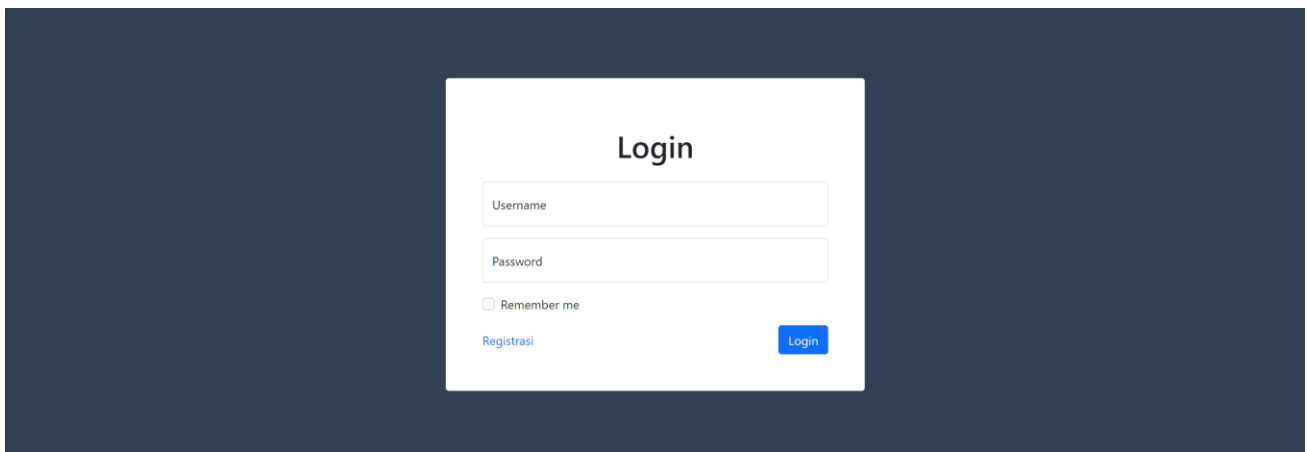 Login
Username
Password
Remember me
Registrasi
Login